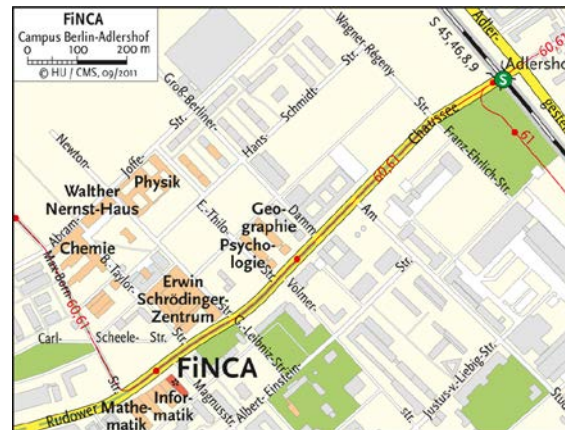 FiNCA
Campus Berlin-Adlershof
0 100 200 m
© HU / CMS, 09/2011
Adler-
gestell
S 45,46,8,9
60,61
Adlershof
S
Wagner-Régeny-
Str.
Groß-Berliner-
Str.
Schmidt-
Hans-
Chaussee
Franz-Ehrlich-Str.
61
60·61
Newton-
Joffe-
Abram-
Physik
Walther
Nernst-Haus
Chemie
Max-Born-
Str.
60·61
B.-Taylor-
E.-Thilo-
Str.
Geo-
graphie
Psycho-
logie
Damm
Am
Str.
Volmer-
Erwin
Schrödinger-
Zentrum
Carl-
Scheele-
Str.
Str.
G.-Leibniz-Str.
FiNCA
Albert-Einstein-
Magnusstr.
Justus-v.-Liebig-Str.
Rudower
Mathe-
matik
Infor-
matik